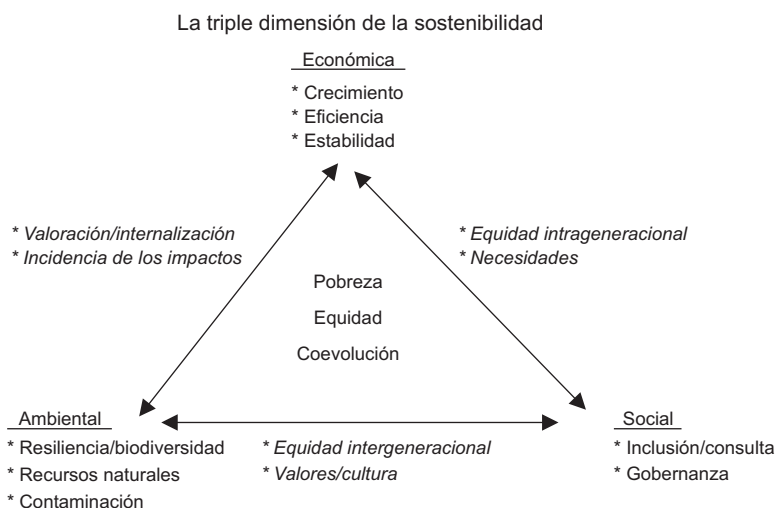 La triple dimensión de la sostenibilidad
Económica
* Crecimiento
* Eficiencia
* Estabilidad
* Valoración/internalización
* Incidencia de los impactos
* Equidad intrageneracional
* Necesidades
Pobreza
Equidad
Coevolución
Ambiental
* Resiliencia/biodiversidad
* Recursos naturales
* Contaminación
* Equidad intergeneracional
* Valores/cultura
Social
* Inclusión/consulta
* Gobernanza